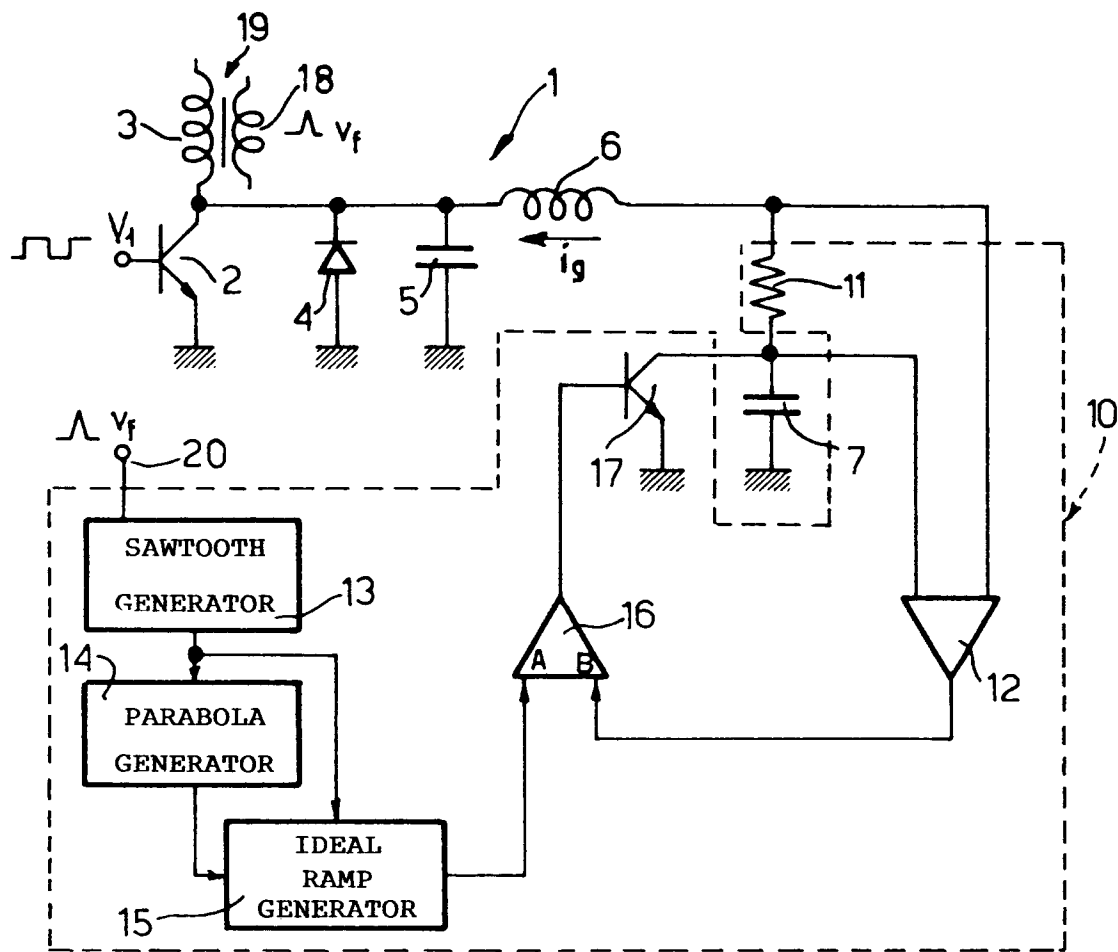 19
18
3
v_f
1
6
V_1
2
4
5
i_g
11
v_f
20
17
7
10
SAWTOOTH
GENERATOR
13
16
A B
12
14
PARABOLA
GENERATOR
IDEAL
RAMP
GENERATOR
15